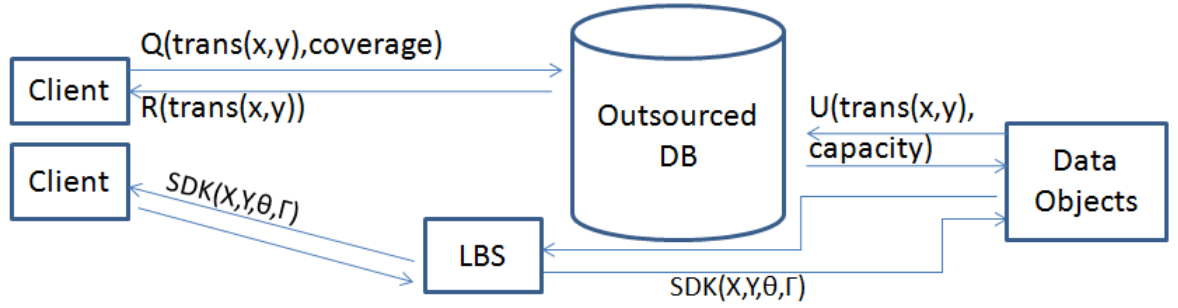 Q(trans(x,y),coverage)
Client
R(trans(x,y))
Outsourced
DB
U(trans(x,y),
capacity)
Data
Objects
Client
SDK(X,Y,θ,Γ)
LBS
SDK(X,Y,θ,Γ)